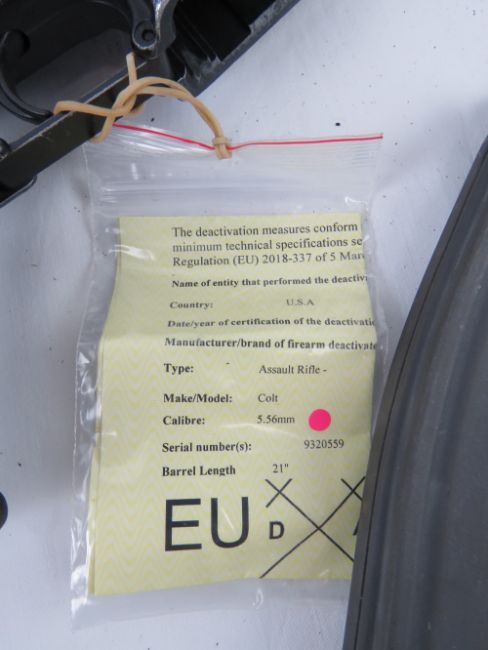 The deactivation measures conform
minimum technical specifications se
Regulation (EU) 2018-337 of 5 Mar
Name of entity that performed the deactiv
Country: U.S.A
Date/year of certification of the deactivatio
Manufacturer/brand of firearm deactivate
Type: - Assault Rifle -
Make/Model: Colt
Calibre: 5.56mm
Serial number(s): 9320559
Barrel Length 21"
EU D